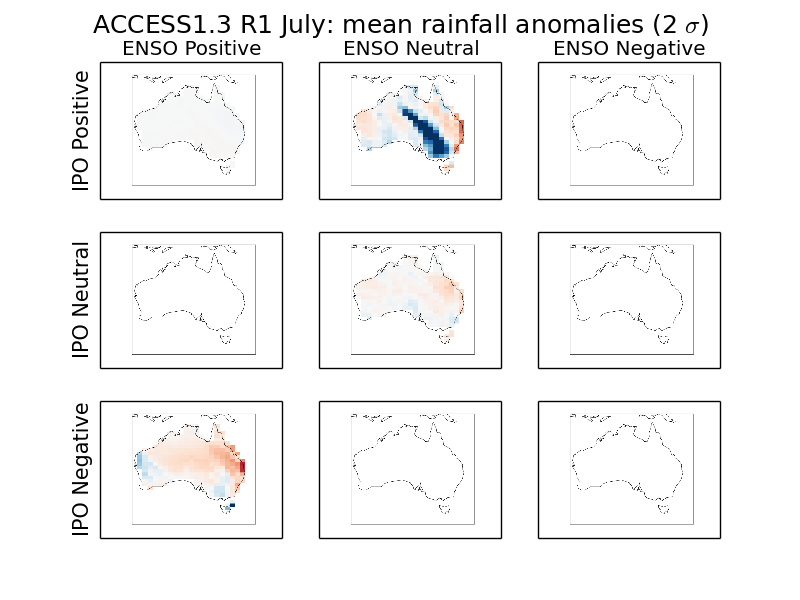 ACCESS1.3 R1 July: mean rainfall anomalies (2 σ)
ENSO Positive ENSO Neutral ENSO Negative
IPO Positive
IPO Neutral
IPO Negative